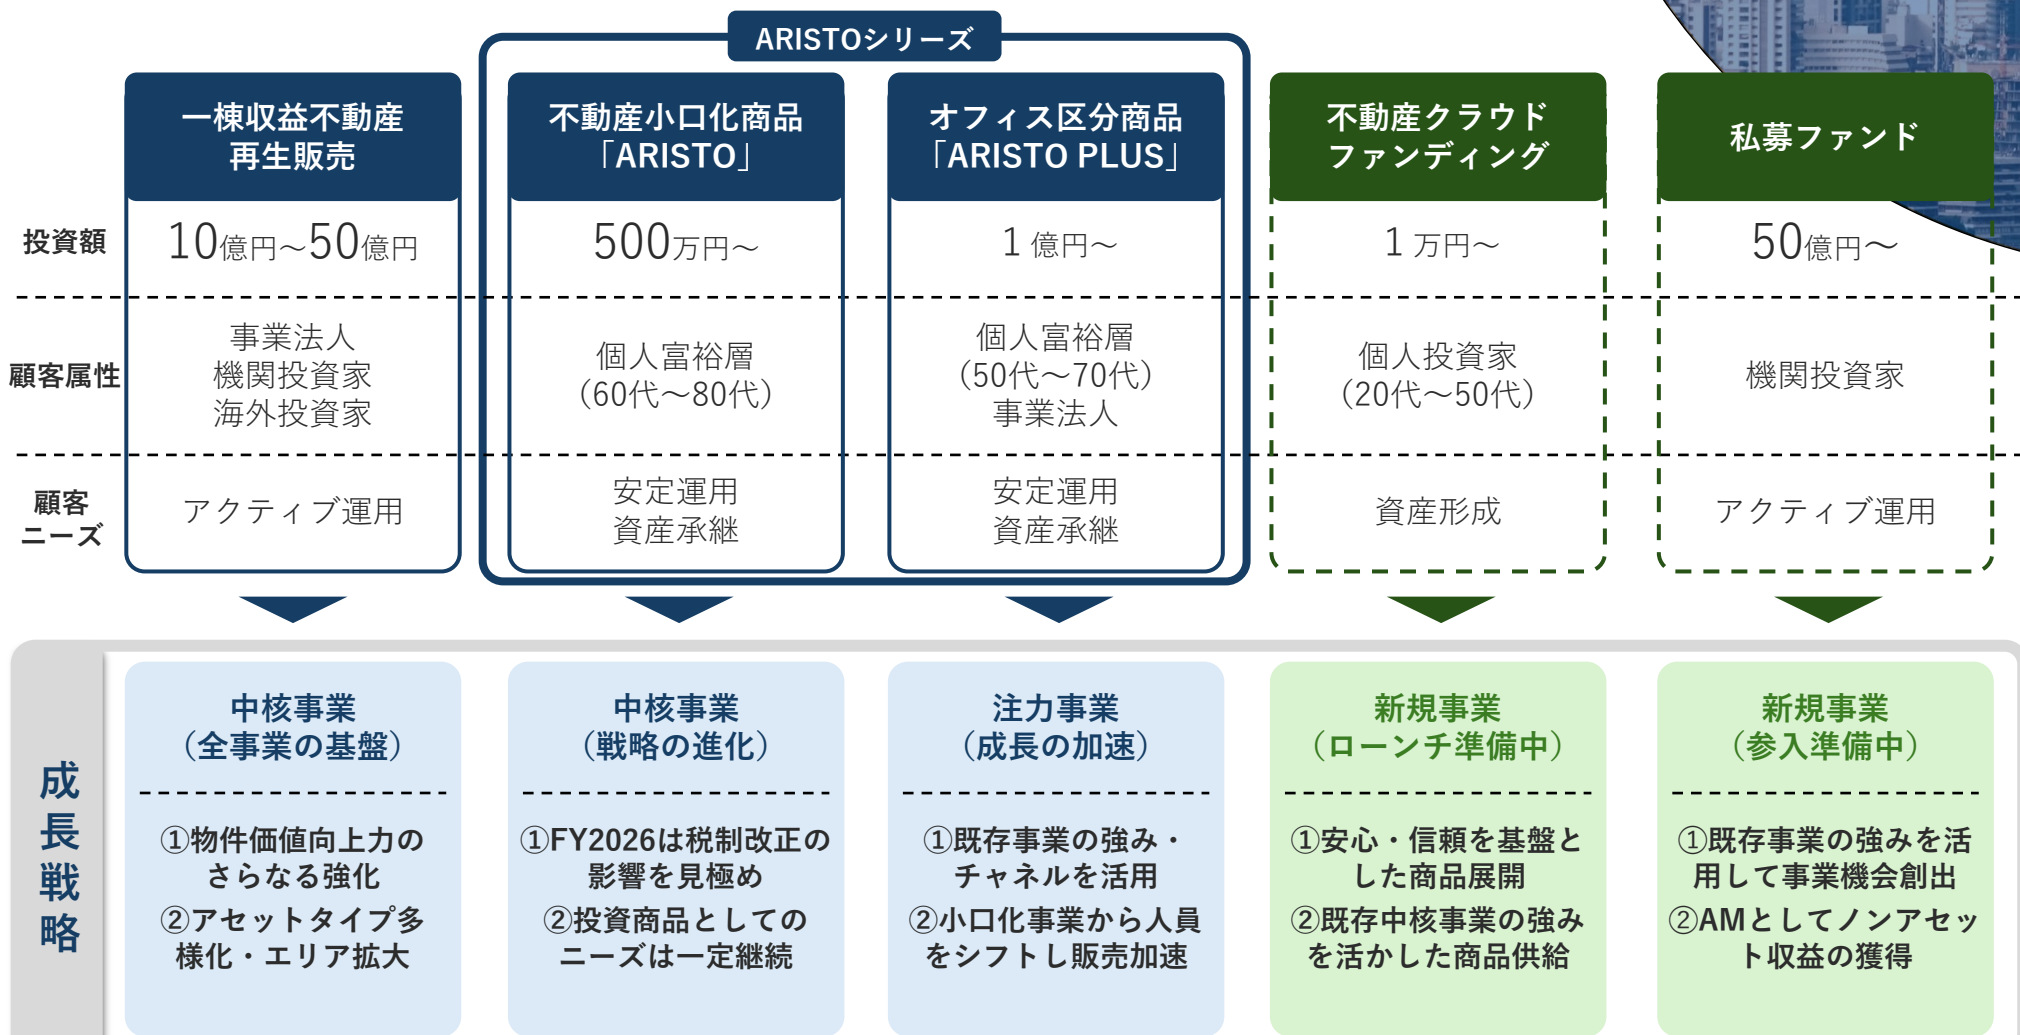 ARISTOシリーズ
一棟収益不動産
再生販売
不動産小口化商品
「ARISTO」
オフィス区分商品
「ARISTO PLUS」
不動産クラウド
ファンディング
私募ファンド
投資額
10億円～50億円
500万円～
1億円～
1万円～
50億円～
顧客属性
事業法人
機関投資家
海外投資家
個人富裕層
(60代～80代)
個人富裕層
(50代～70代)
事業法人
個人投資家
(20代～50代)
機関投資家
顧客
ニーズ
アクティブ運用
安定運用
資産承継
安定運用
資産承継
資産形成
アクティブ運用
成長戦略
中核事業
（全事業の基盤）
①物件価値向上力の
さらなる強化
②アセットタイプ多
様化・エリア拡大
中核事業
（戦略の進化）
①FY2026は税制改正の
影響を見極め
②投資商品としての
ニーズは一定継続
注力事業
（成長の加速）
①既存事業の強み・
チャネルを活用
②小口化事業から人員
をシフトし販売加速
新規事業
（ローンチ準備中）
①安心・信頼を基盤と
した商品展開
②既存中核事業の強み
を活かした商品供給
新規事業
（参入準備中）
①既存事業の強みを活
用して事業機会創出
②AMとしてノンアセッ
ト収益の獲得